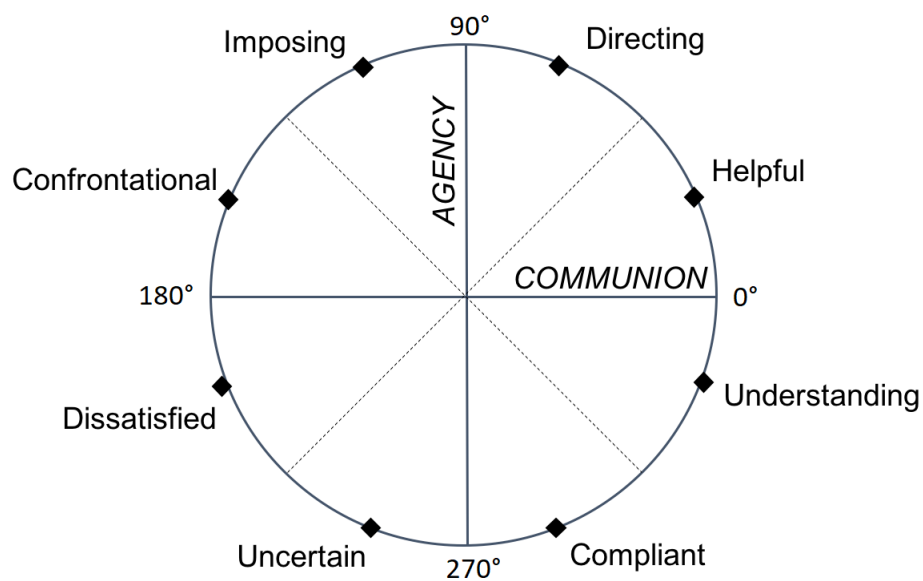 90°
Imposing
Directing
AGENCY
Helpful
Confrontational
COMMUNION
180°
0°
Understanding
Dissatisfied
Uncertain
Compliant
270°